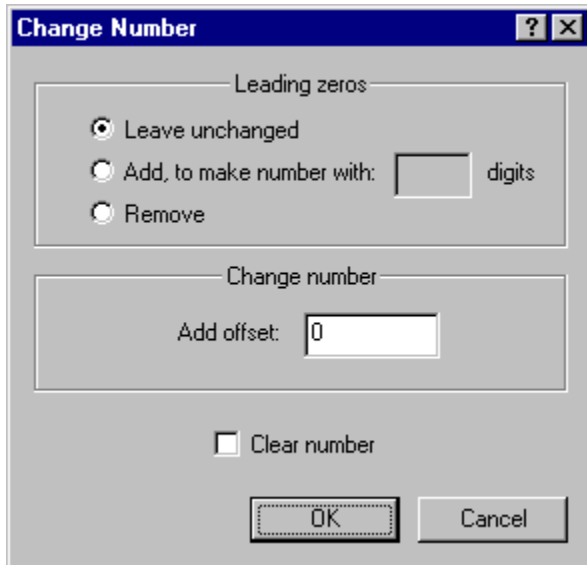 Change Number
Leading zeros
Leave unchanged
Add, to make number with: digits
Remove
Change number
Add offset: 0
Clear number
OK Cancel